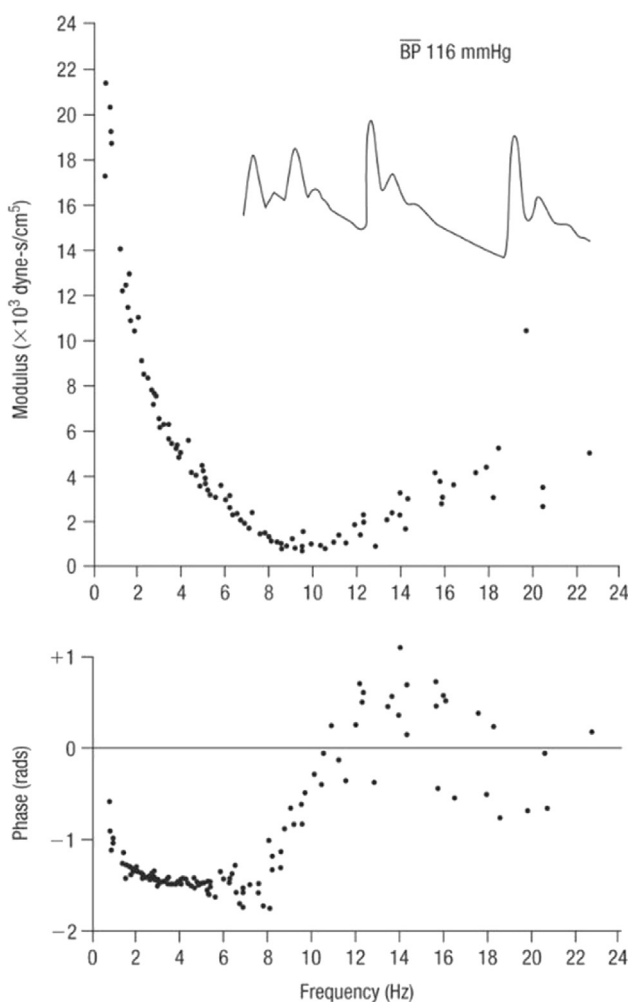 24
22
20
18
16
14
12
10
8
6
4
2
0
Modulus (×10³ dyne-s/cm⁵)
B̅P̅ 116 mmHg
0 2 4 6 8 10 12 14 16 18 20 22 24
+1
0
−1
−2
Phase (rads)
0 2 4 6 8 10 12 14 16 18 20 22 24
Frequency (Hz)